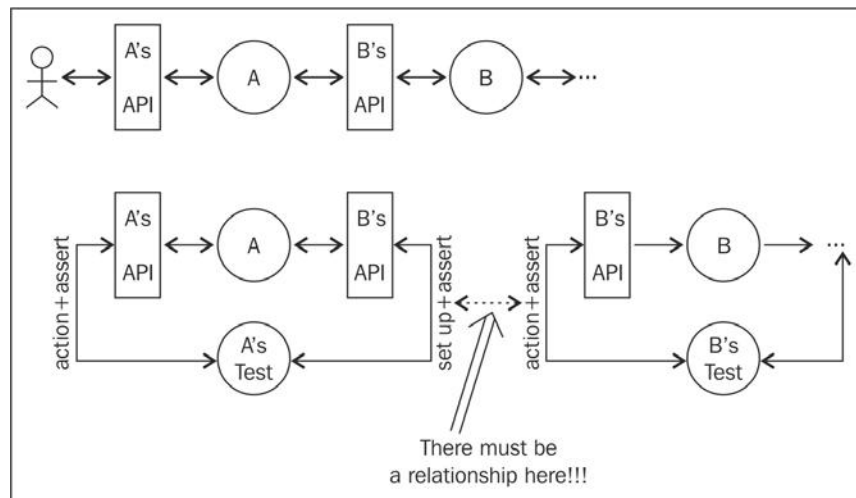 A's
API
A
B's
API
B
...
A's
API
A
B's
API
B's
API
B
...
action+assert
set up+assert
action+assert
A's
Test
B's
Test
There must be
a relationship here!!!